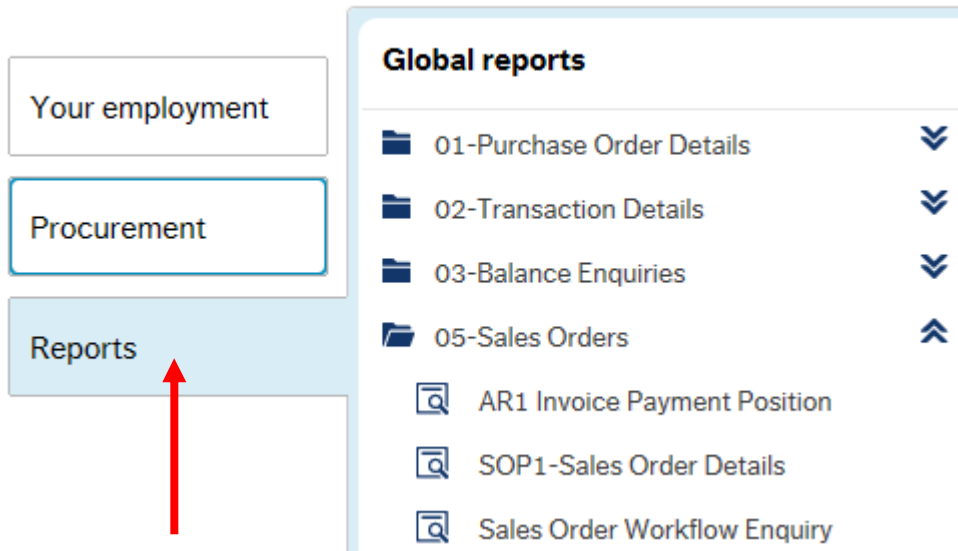 Your employment
Procurement
Reports
Global reports
01-Purchase Order Details
02-Transaction Details
03-Balance Enquiries
05-Sales Orders
AR1 Invoice Payment Position
SOP1-Sales Order Details
Sales Order Workflow Enquiry